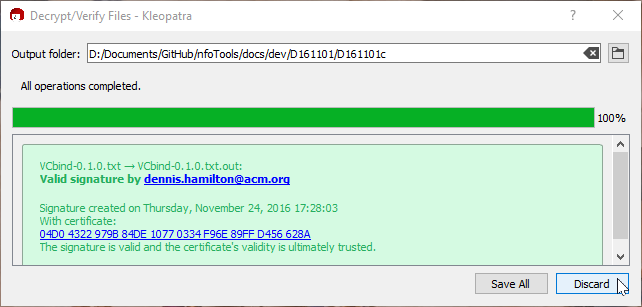 Decrypt/Verify Files - Kleopatra
Output folder: D:/Documents/GitHub/nfoTools/docs/dev/D161101/D161101c
All operations completed.
100%
VCbind-0.1.0.txt → VCbind-0.1.0.txt.out:
Valid signature by dennis.hamilton@acm.org
Signature created on Thursday, November 24, 2016 17:28:03
With certificate:
04D0 4322 979B 84DE 1077 0334 F96E 89FF D456 628A
The signature is valid and the certificate's validity is ultimately trusted.
Save All Discard